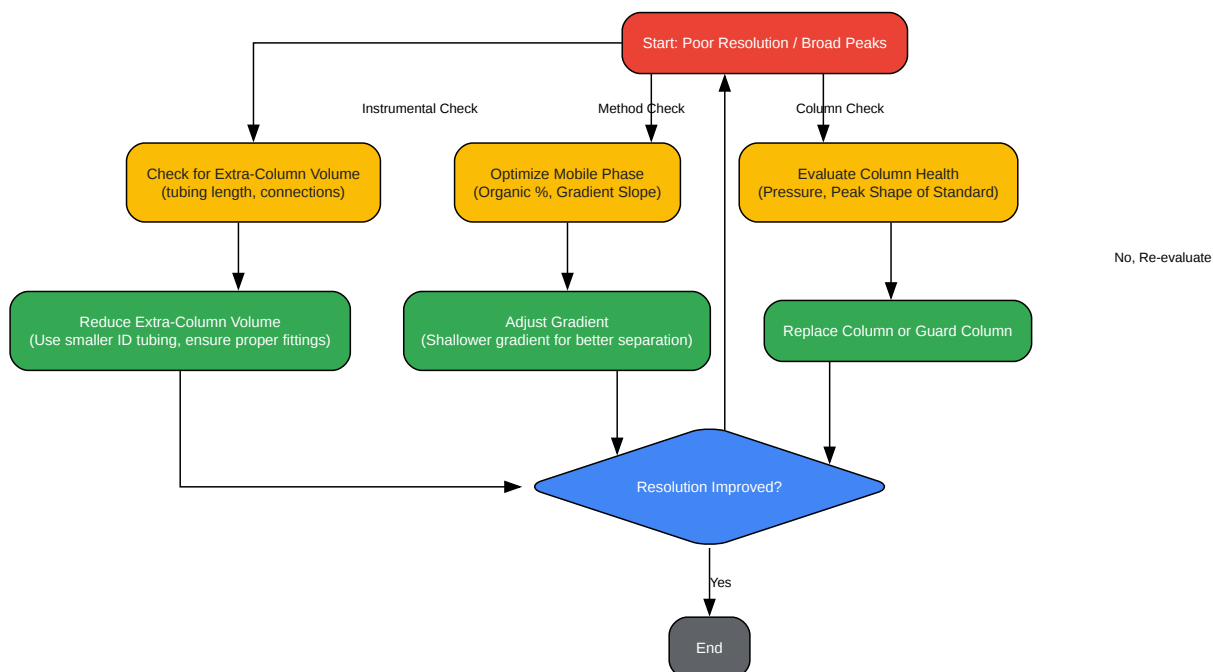 Start: Poor Resolution / Broad Peaks
Instrumental Check
Method Check
Column Check
Check for Extra-Column Volume
(tubing length, connections)
Optimize Mobile Phase
(Organic %, Gradient Slope)
Evaluate Column Health
(Pressure, Peak Shape of Standard)
No, Re-evaluate
Reduce Extra-Column Volume
(Use smaller ID tubing, ensure proper fittings)
Adjust Gradient
(Shallower gradient for better separation)
Replace Column or Guard Column
Resolution Improved?
Yes
End